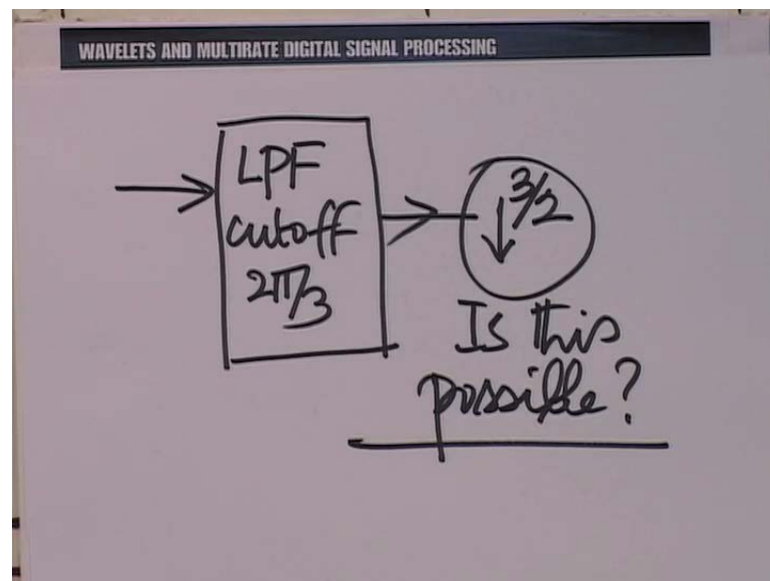 WAVELETS AND MULTIRATE DIGITAL SIGNAL PROCESSING
LPF
cutoff
2π/3
↓ 3/2
Is this
possible?